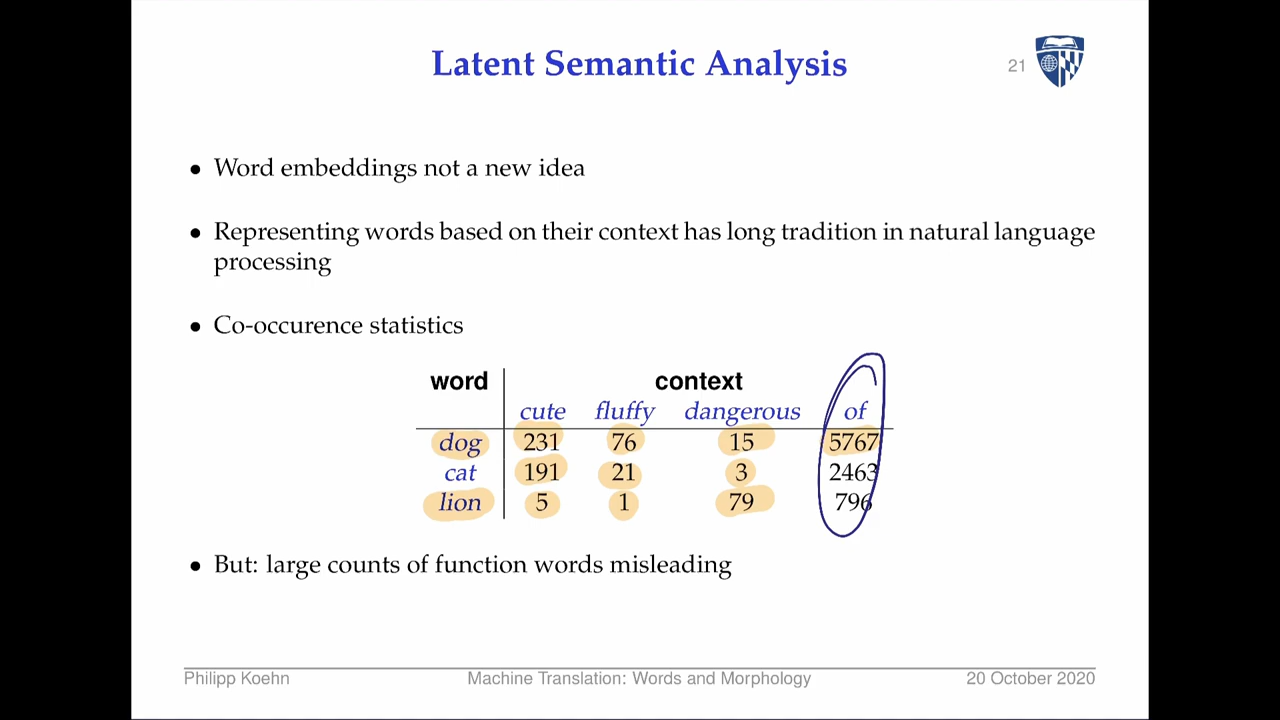 Latent Semantic Analysis
21
• Word embeddings not a new idea
• Representing words based on their context has long tradition in natural language
processing
• Co-occurence statistics
word context
cute fluffy dangerous of
dog 231 76 15 5767
cat 191 21 3 2463
lion 5 1 79 796
• But: large counts of function words misleading
Philipp Koehn Machine Translation: Words and Morphology 20 October 2020